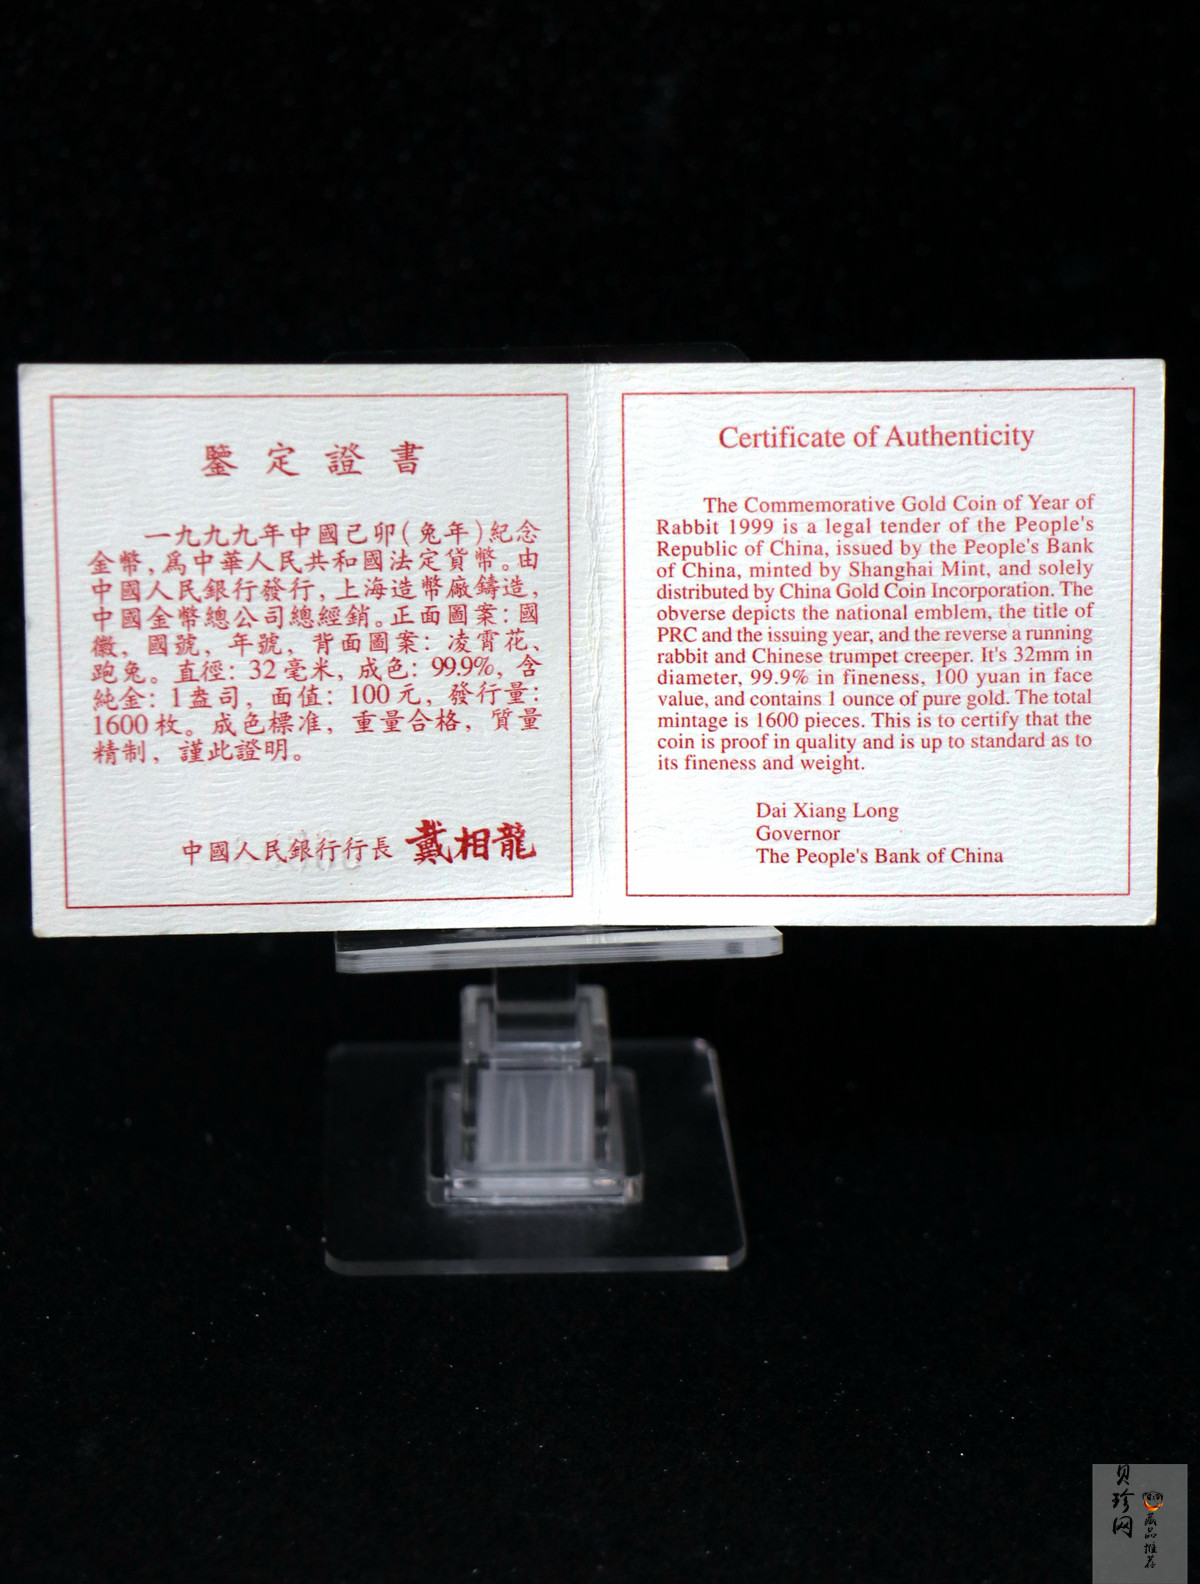 鑒定證書
一九九九年中國己卯(兔年)紀念
金幣,爲中華人民共和國法定貨幣。由
中國人民銀行發行,上海造幣廠鑄造,
中國金幣總公司總經銷。正面圖案:國
徽,國號,年號,背面圖案:凌霄花、
跑兔。直徑:32毫米,成色:99.9%,含
純金:1盎司,面值:100元,發行量:
1600枚。成色標准,重量合格,質量
精制,謹此證明。
中國人民銀行行長 戴相龍
Certificate of Authenticity
The Commemorative Gold Coin of Year of
Rabbit 1999 is a legal tender of the People's
Republic of China, issued by the People's Bank
of China, minted by Shanghai Mint, and solely
distributed by China Gold Coin Incorporation. The
obverse depicts the national emblem, the title of
PRC and the issuing year, and the reverse a running
rabbit and Chinese trumpet creeper. It's 32mm in
diameter, 99.9% in fineness, 100 yuan in face
value, and contains 1 ounce of pure gold. The total
mintage is 1600 pieces. This is to certify that the
coin is proof in quality and is up to standard as to
its fineness and weight.
Dai Xiang Long
Governor
The People's Bank of China
贝珍网
藏品推荐